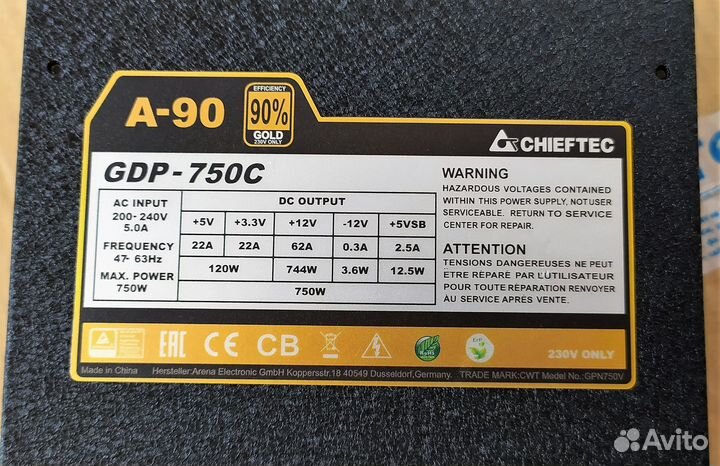 A-90
EFFICIENCY
90%
GOLD
230V ONLY
CHIEFTEC
GDP-750C
AC INPUT
200-240V
5.0A
FREQUENCY
47-63Hz
MAX. POWER
750W
DC OUTPUT
+5V +3.3V +12V -12V +5VSB
22A 22A 62A 0.3A 2.5A
120W 744W 3.6W 12.5W
750W
WARNING
HAZARDOUS VOLTAGES CONTAINED
WITHIN THIS POWER SUPPLY, NOTUSER
SERVICEABLE. RETURN TO SERVICE
CENTER FOR REPAIR.
ATTENTION
TENSIONS DANGEREUSES NE PEUT
ETRE RÉPARÉ PAR L'UTILISATEUR
POUR TOUTE RÉPARATION RENVOYER
AU SERVICE APRÉS VENTE.
EAC CE CB
RoHS
ErP
230V ONLY
Made in China Hersteller:Arena Electronic GmbH Koppersstr.18 40549 Dusseldorf,Germany. TRADE MARK:CWT Model No.:GPN750V
Avito